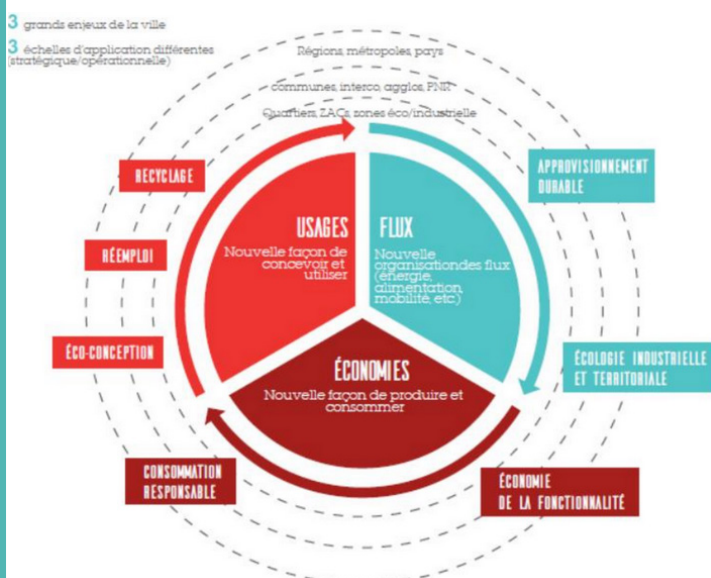 3 grands enjeux de la ville
3 échelles d'application différentes
(stratégique/opérationnelle)
Régions, métropoles, pays
communes, interco, agglos, PNR
Quartiers, ZACs, zones éco/industrielle
RECYCLAGE
APPROVISIONNEMENT
DURABLE
USAGES
Nouvelle façon de
concevoir et
utiliser
FLUX
Nouvelle
organisationdes flux
(énergie,
alimentation
mobilité, etc.)
RÉEMPLOI
ÉCO-CONCEPTION
ÉCOLOGIE INDUSTRIELLE
ET TERRITORIALE
ÉCONOMIES
Nouvelle façon de produire et
consommer
CONSOMMATION
RESPONSABLE
ÉCONOMIE
DE LA FONCTIONNALITÉ